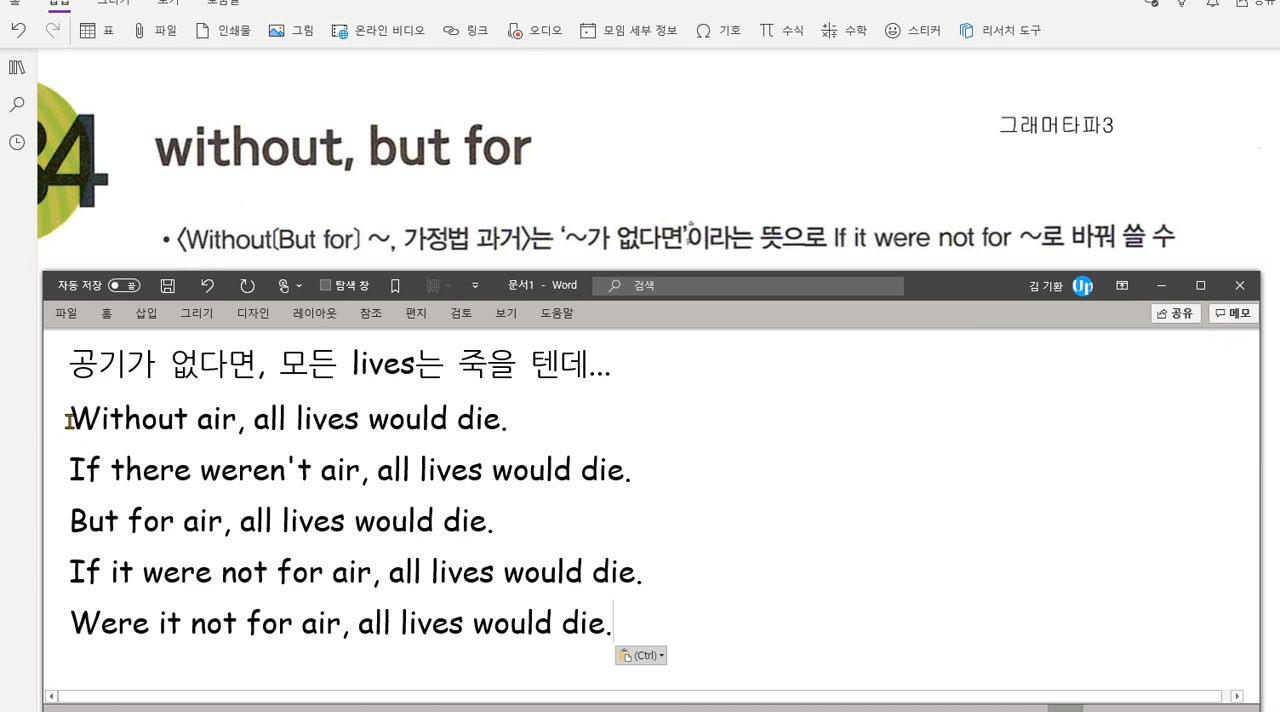 표 파일 인쇄물 그림 온라인 비디오 링크 오디오 모임 세부 정보 기호 수식 수학 스티커 리서치 도구
그래머타파3
without, but for
• 〈Without(But for) ~, 가정법 과거〉는 '~가 없다면'이라는 뜻으로 If it were not for ~로 바꿔 쓸 수
자동 저장 끔 탐색 창 문서1 - Word 검색 김 기환 Up
파일 홈 삽입 그리기 디자인 레이아웃 참조 편지 검토 보기 도움말 공유 메모
공기가 없다면, 모든 lives는 죽을 텐데...
Without air, all lives would die.
If there weren't air, all lives would die.
But for air, all lives would die.
If it were not for air, all lives would die.
Were it not for air, all lives would die.
(Ctrl)